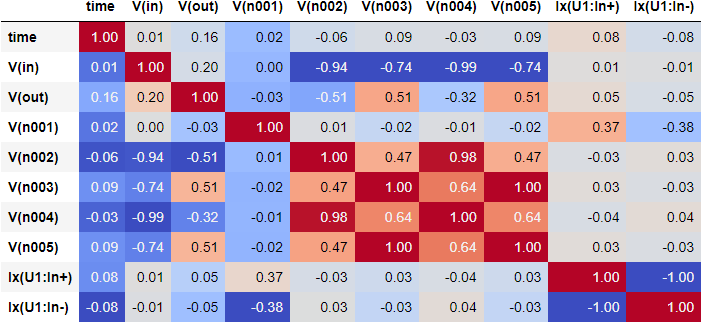 time V(in) V(out) V(n001) V(n002) V(n003) V(n004) V(n005) Ix(U1:In+) Ix(U1:In-)
time 1.00 0.01 0.16 0.02 -0.06 0.09 -0.03 0.09 0.08 -0.08
V(in) 0.01 1.00 0.20 0.00 -0.94 -0.74 -0.99 -0.74 0.01 -0.01
V(out) 0.16 0.20 1.00 -0.03 -0.51 0.51 -0.32 0.51 0.05 -0.05
V(n001) 0.02 0.00 -0.03 1.00 0.01 -0.02 -0.01 -0.02 0.37 -0.38
V(n002) -0.06 -0.94 -0.51 0.01 1.00 0.47 0.98 0.47 -0.03 0.03
V(n003) 0.09 -0.74 0.51 -0.02 0.47 1.00 0.64 1.00 0.03 -0.03
V(n004) -0.03 -0.99 -0.32 -0.01 0.98 0.64 1.00 0.64 -0.04 0.04
V(n005) 0.09 -0.74 0.51 -0.02 0.47 1.00 0.64 1.00 0.03 -0.03
Ix(U1:In+) 0.08 0.01 0.05 0.37 -0.03 0.03 -0.04 0.03 1.00 -1.00
Ix(U1:In-) -0.08 -0.01 -0.05 -0.38 0.03 -0.03 0.04 -0.03 -1.00 1.00